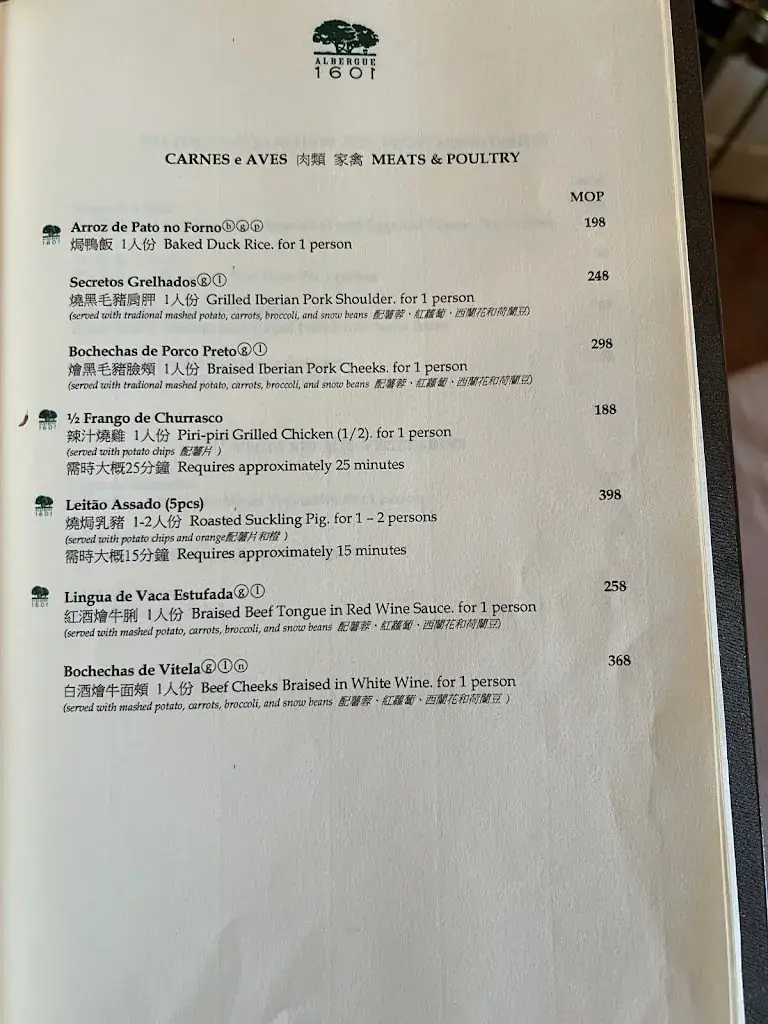 ALBERGUE
1601
CARNES e AVES 肉類 家禽 MEATS & POULTRY
MOP
Arroz de Pato no Forno ⓑⓖⓟ 198
焗鴨飯 1人份 Baked Duck Rice. for 1 person
Secretos Grelhados ⓖⓛ 248
燒黑毛豬肩胛 1人份 Grilled Iberian Pork Shoulder. for 1 person
(served with tradional mashed potato, carrots, broccoli, and snow beans 配薯蓉、紅蘿蔔、西蘭花和荷蘭豆)
Bochechas de Porco Preto ⓖⓛ 298
燴黑毛豬臉頰 1人份 Braised Iberian Pork Cheeks. for 1 person
(served with tradional mashed potato, carrots, broccoli, and snow beans 配薯蓉、紅蘿蔔、西蘭花和荷蘭豆)
½ Frango de Churrasco 188
辣汁燒雞 1人份 Piri-piri Grilled Chicken (1/2). for 1 person
(served with potato chips 配薯片 )
需時大概25分鐘 Requires approximately 25 minutes
Leitão Assado (5pcs) 398
燒焗乳豬 1-2人份 Roasted Suckling Pig. for 1 – 2 persons
(served with potato chips and orange配薯片和橙 )
需時大概15分鐘 Requires approximately 15 minutes
Lingua de Vaca Estufada ⓖⓛ 258
紅酒燴牛脷 1人份 Braised Beef Tongue in Red Wine Sauce. for 1 person
(served with mashed potato, carrots, broccoli, and snow beans 配薯蓉、紅蘿蔔、西蘭花和荷蘭豆)
Bochechas de Vitela ⓖⓛⓝ 368
白酒燴牛面頰 1人份 Beef Cheeks Braised in White Wine. for 1 person
(served with mashed potato, carrots, broccoli, and snow beans 配薯蓉、紅蘿蔔、西蘭花和荷蘭豆 )